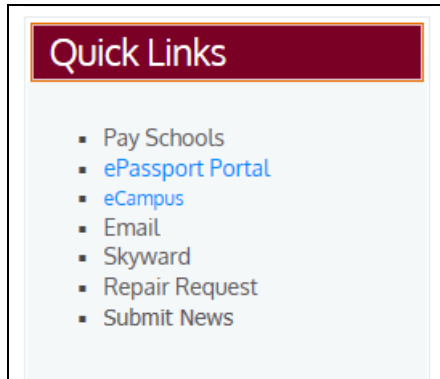 Quick Links
▪ Pay Schools
▪ ePassport Portal
▪ eCampus
▪ Email
▪ Skyward
▪ Repair Request
▪ Submit News